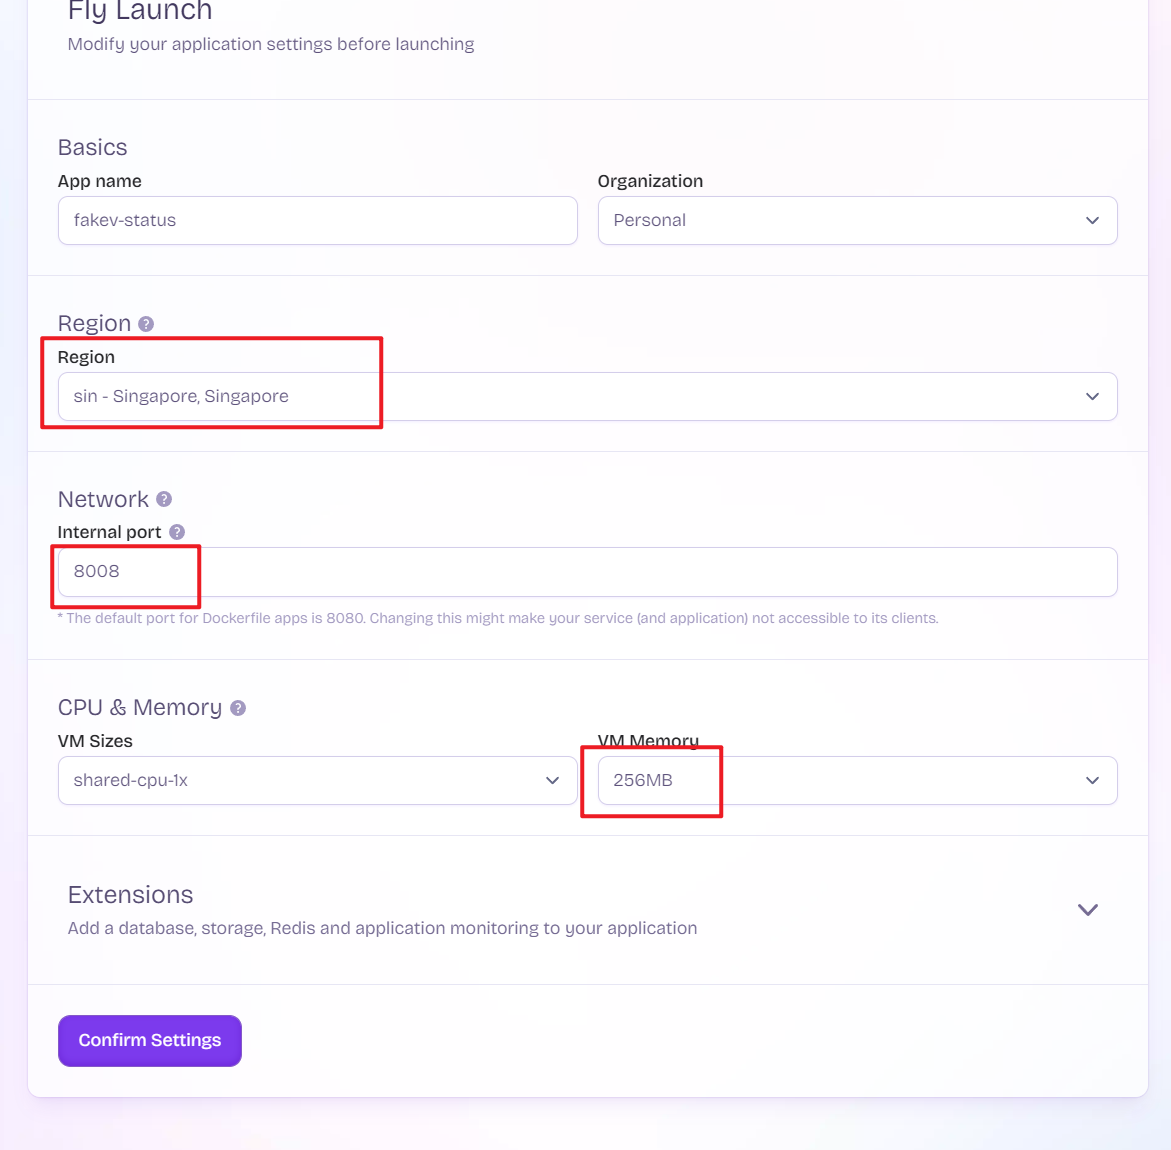 Fly Launch
Modify your application settings before launching
Basics
App name
Organization
fakev-status
Personal
Region
Region
sin - Singapore, Singapore
Network
Internal port
8008
* The default port for Dockerfile apps is 8080. Changing this might make your service (and application) not accessible to its clients.
CPU & Memory
VM Sizes
VM Memory
shared-cpu-1x
256MB
Extensions
Add a database, storage, Redis and application monitoring to your application
Confirm Settings